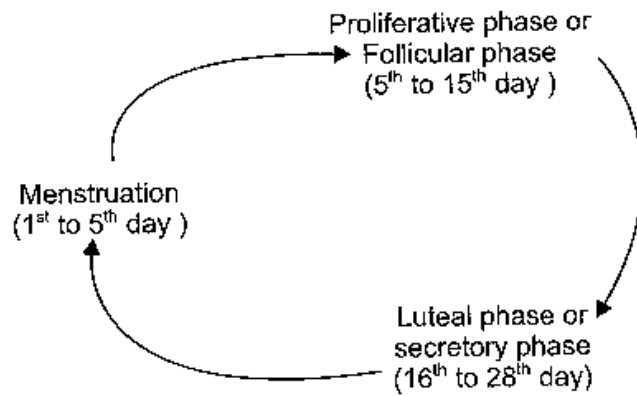 Proliferative phase or
Follicular phase
(5th to 15th day )
Menstruation
(1st to 5th day )
Luteal phase or
secretory phase
(16th to 28th day)